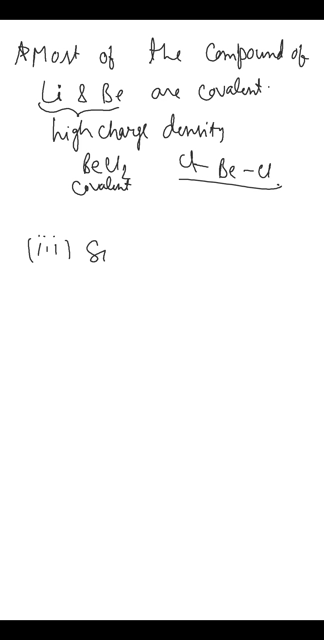 * Most of the compound of
Li & Be are covalent.
high charge density
BeCl2 Cl - Be - Cl
covalent
(iii)